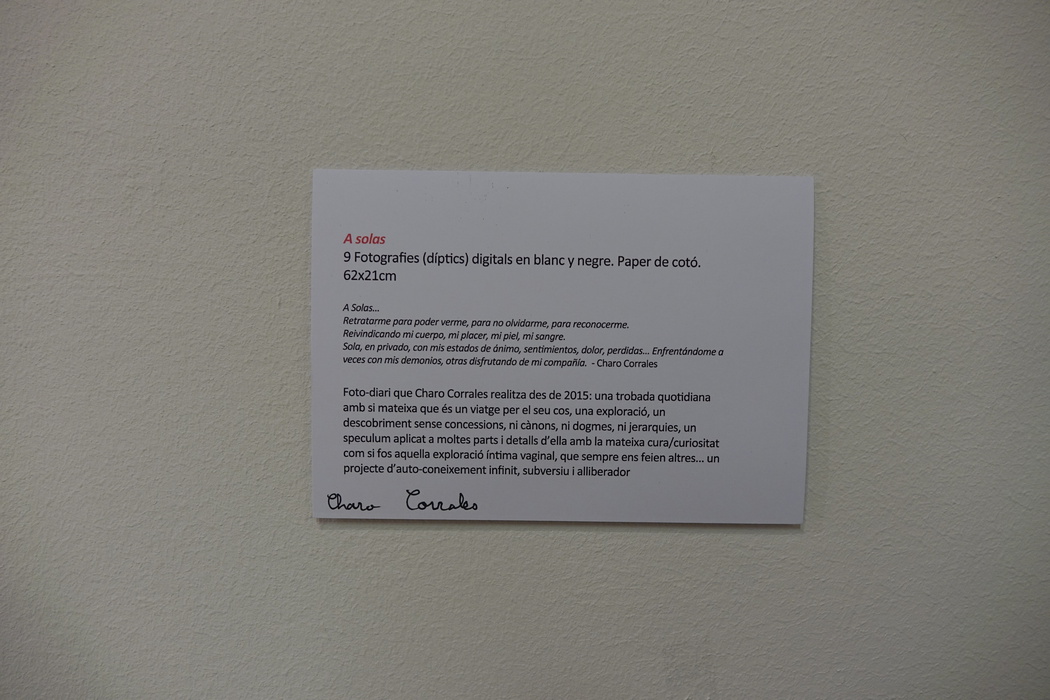 A solas
9 Fotografies (díptics) digitals en blanc y negre. Paper de cotó.
62x21cm
A Solas...
Retratarme para poder verme, para no olvidarme, para reconocerme.
Reivindicando mi cuerpo, mi placer, mi piel, mi sangre.
Sola, en privado, con mis estados de ánimo, sentimientos, dolor, perdidas... Enfrentándome a
veces con mis demonios, otras disfrutando de mi compañía. - Charo Corrales
Foto-diari que Charo Corrales realitza des de 2015: una trobada quotidiana
amb si mateixa que és un viatge per el seu cos, una exploració, un
descobriment sense concessions, ni cànons, ni dogmes, ni jerarquies, un
speculum aplicat a moltes parts i detalls d'ella amb la mateixa cura/curiositat
com si fos aquella exploració íntima vaginal, que sempre ens feien altres... un
projecte d'auto-coneixement infinit, subversiu i alliberador
Charo Corrales